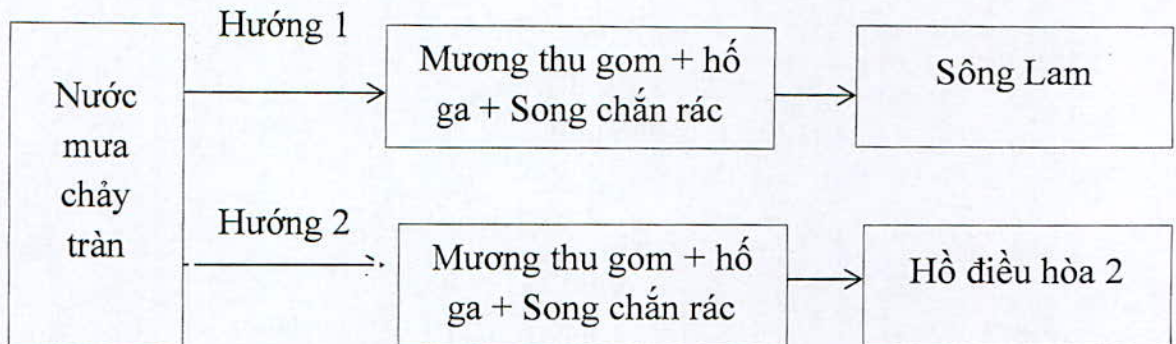 Nước
mưa
chảy
tràn
Hướng 1
Mương thu gom + hố
ga + Song chắn rác
Sông Lam
Hướng 2
Mương thu gom + hố
ga + Song chắn rác
Hồ điều hòa 2